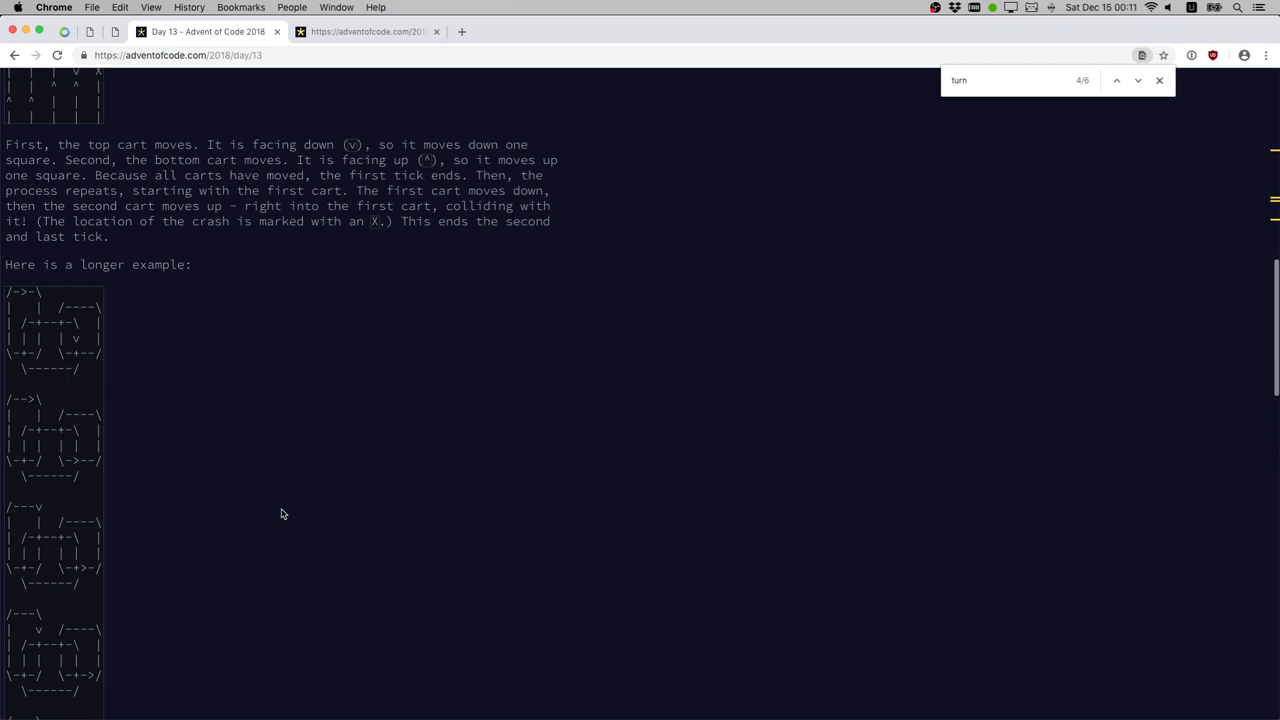 Chrome File Edit View History Bookmarks People Window Help Sat Dec 15 00:11
Day 13 - Advent of Code 2018 https://adventofcode.com/2018
https://adventofcode.com/2018/day/13
turn 4/6
| | | v X
| | ^ ^ |
^ ^ | | |
| | | | |
First, the top cart moves. It is facing down (v), so it moves down one
square. Second, the bottom cart moves. It is facing up (^), so it moves up
one square. Because all carts have moved, the first tick ends. Then, the
process repeats, starting with the first cart. The first cart moves down,
then the second cart moves up - right into the first cart, colliding with
it! (The location of the crash is marked with an X.) This ends the second
and last tick.
Here is a longer example:
/->-\
|   |  /----\
| /-+--+-\  |
| | |  | v  |
\-+-/  \-+--/
  \------/
/-->\
|   |  /----\
| /-+--+-\  |
| | |  | |  |
\-+-/  \->--/
  \------/
/---v
|   |  /----\
| /-+--+-\  |
| | |  | |  |
\-+-/  \-+>-/
  \------/
/---\
|   v  /----\
| /-+--+-\  |
| | |  | |  |
\-+-/  \-+->/
  \------/